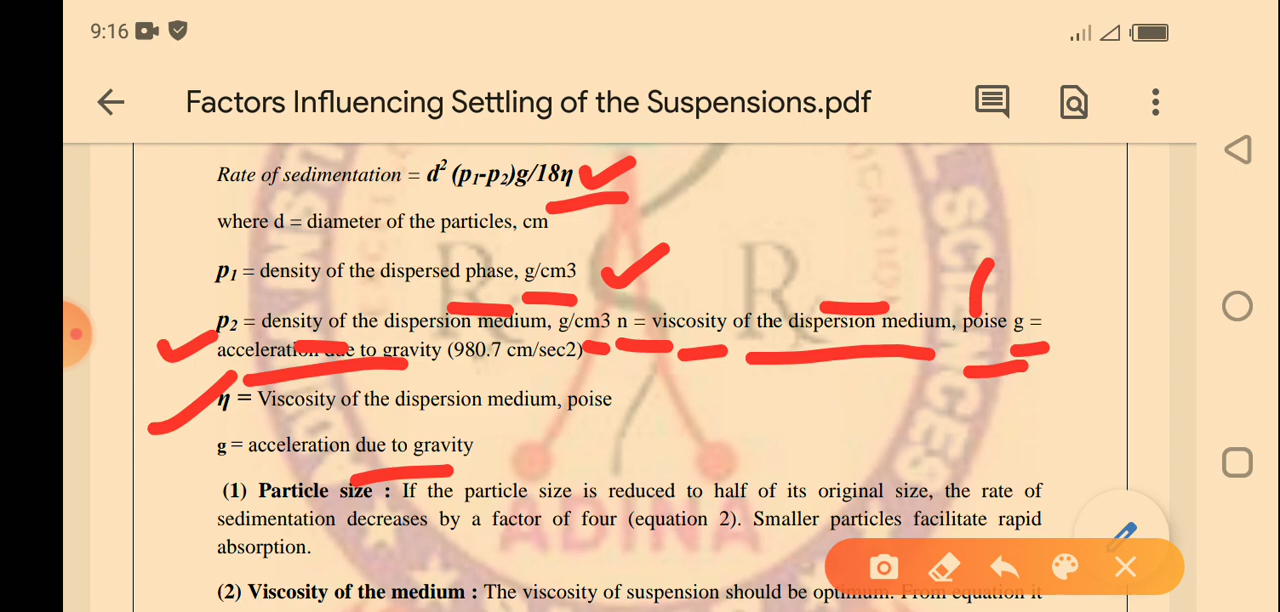 9:16
Factors Influencing Settling of the Suspensions.pdf
Rate of sedimentation = d² (p₁-p₂)g/18η
where d = diameter of the particles, cm
p₁ = density of the dispersed phase, g/cm3
p₂ = density of the dispersion medium, g/cm3 n = viscosity of the dispersion medium, poise g =
acceleration due to gravity (980.7 cm/sec2)
η = Viscosity of the dispersion medium, poise
g = acceleration due to gravity
(1) Particle size : If the particle size is reduced to half of its original size, the rate of
sedimentation decreases by a factor of four (equation 2). Smaller particles facilitate rapid
absorption.
(2) Viscosity of the medium : The viscosity of suspension should be optimum. From equation it
R R
ADINA